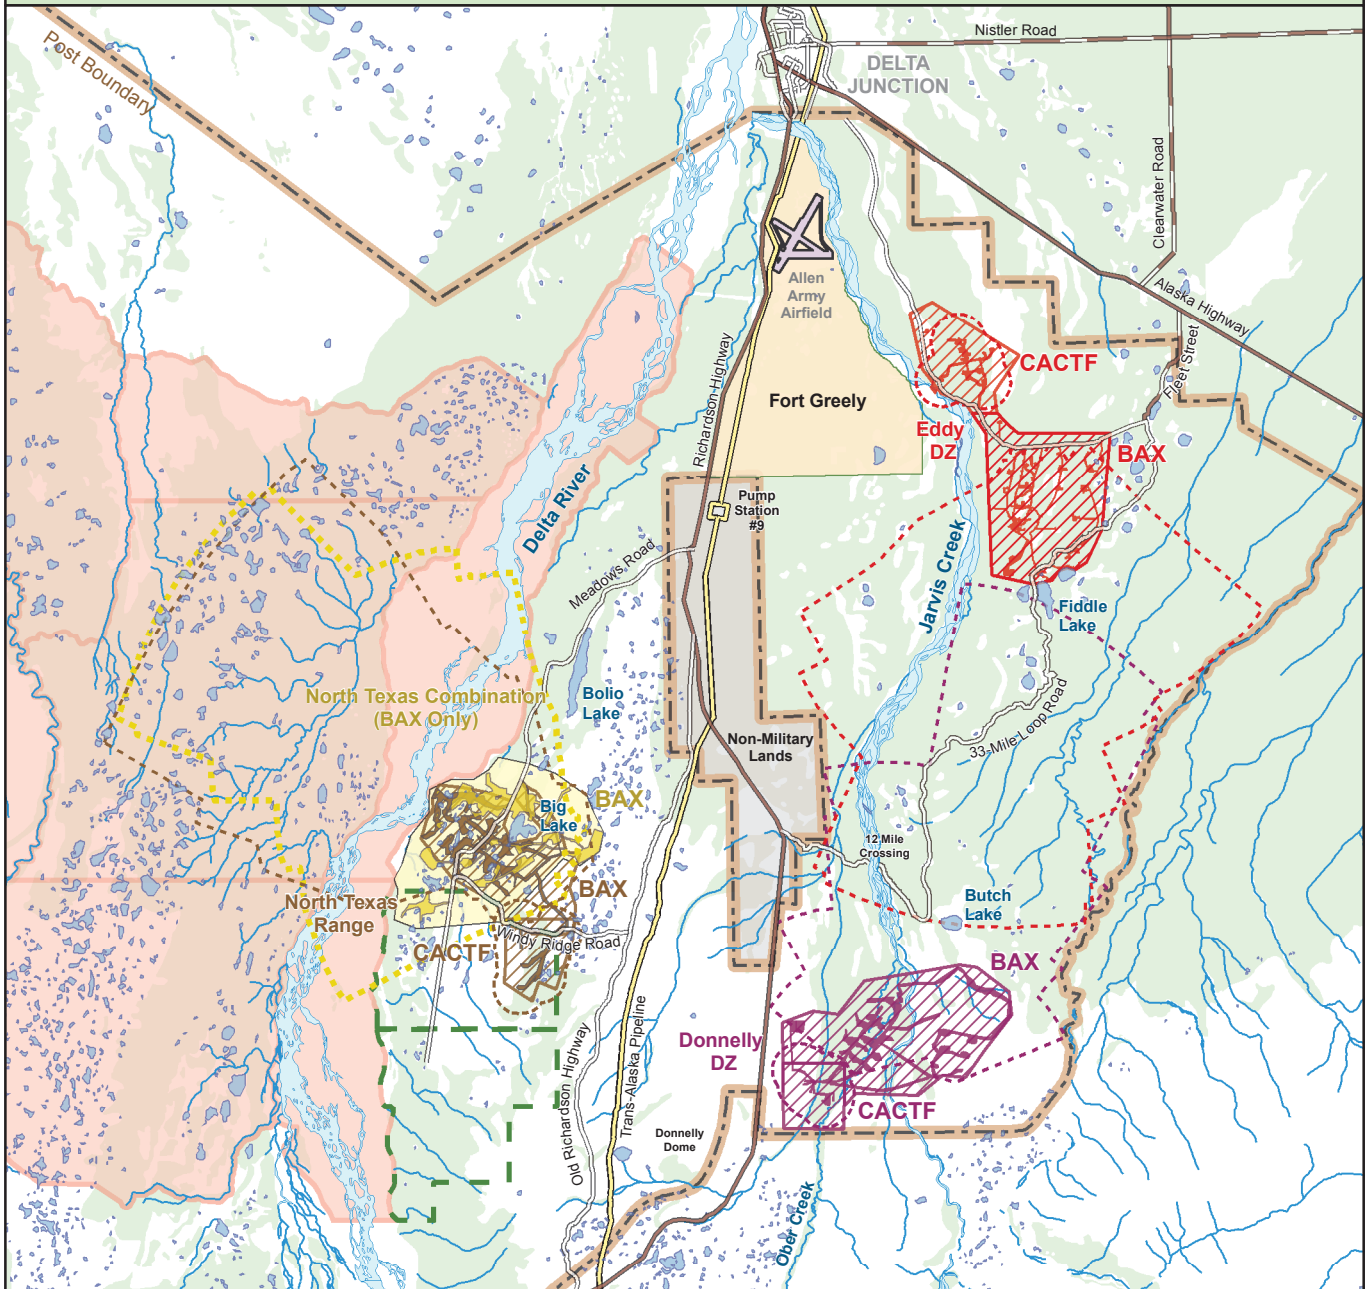 Nistler Road
Post Boundary
DELTA
JUNCTION
Clearwater Road
Allen
Army
Airfield
Alaska Highway
Fleet Street
CACTF
Richardson Highway
Fort Greely
Eddy
DZ
BAX
Delta River
Pump
Station
#9
Jarvis Creek
Meadows Road
Fiddle
Lake
North Texas Combination
(BAX Only)
Bolio
Lake
33-Mile Loop Road
Non-Military
Lands
BAX
Big
Lake
12 Mile
Crossing
BAX
North Texas
Range
Butch
Lake
CACTF
Windy Ridge Road
BAX
Donnelly
DZ
Old Richardson Highway
Trans-Alaska Pipeline
CACTF
Donnelly
Dome
Ober Creek